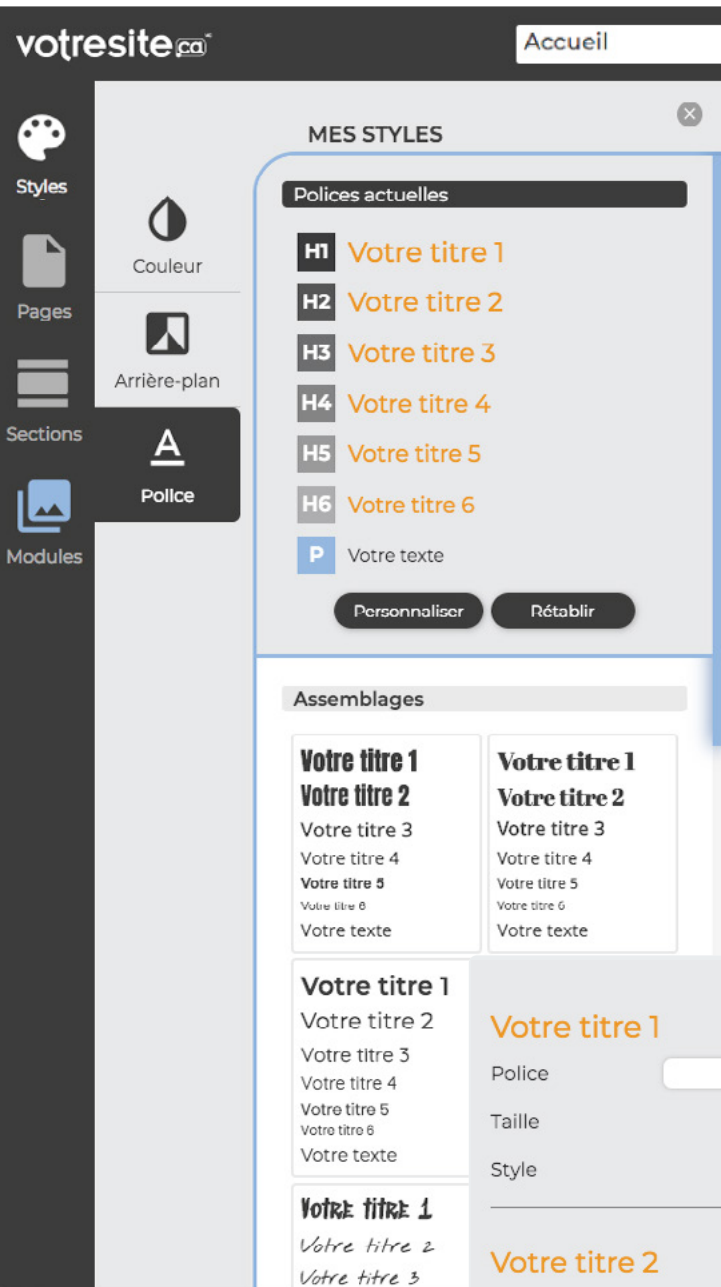 votresite.ca
Accueil
Styles
Pages
Sections
Modules
Couleur
Arrière-plan
Police
MES STYLES
Polices actuelles
H1 Votre titre 1
H2 Votre titre 2
H3 Votre titre 3
H4 Votre titre 4
H5 Votre titre 5
H6 Votre titre 6
P Votre texte
Personnaliser
Rétablir
Assemblages
Votre titre 1
Votre titre 2
Votre titre 3
Votre titre 4
Votre titre 5
Votre titre 6
Votre texte
Votre titre 1
Votre titre 2
Votre titre 3
Votre titre 4
Votre titre 5
Votre titre 6
Votre texte
Votre titre 1
Votre titre 2
Votre titre 3
Votre titre 4
Votre titre 5
Votre titre 6
Votre texte
Votre titre 1
Votre titre 2
Votre titre 3
Votre titre 1
Police
Taille
Style
Votre titre 2